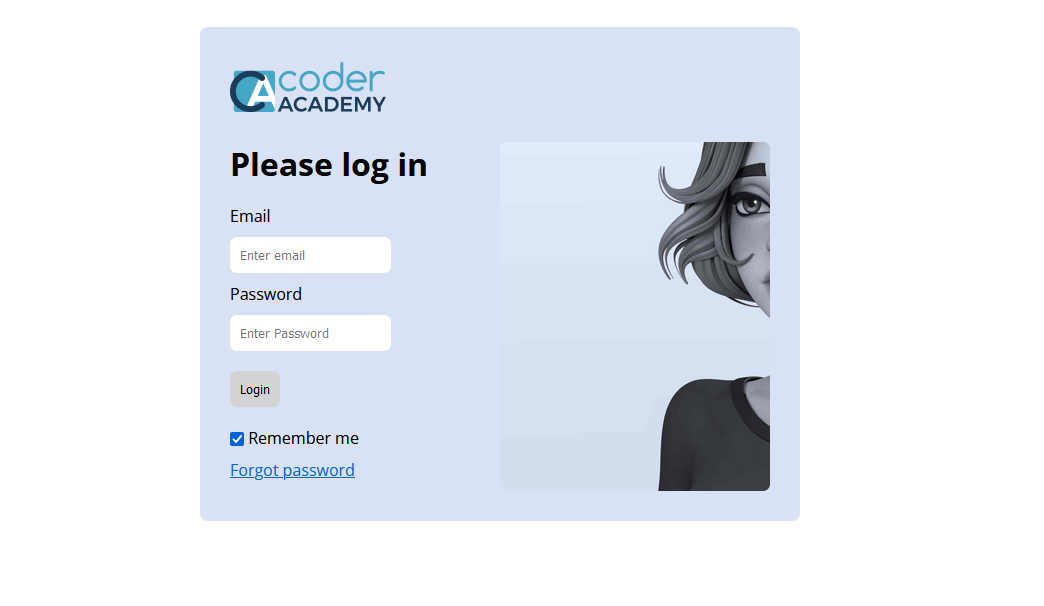 CA coder
ACADEMY
Please log in
Email
Enter email
Password
Enter Password
Login
Remember me
Forgot password